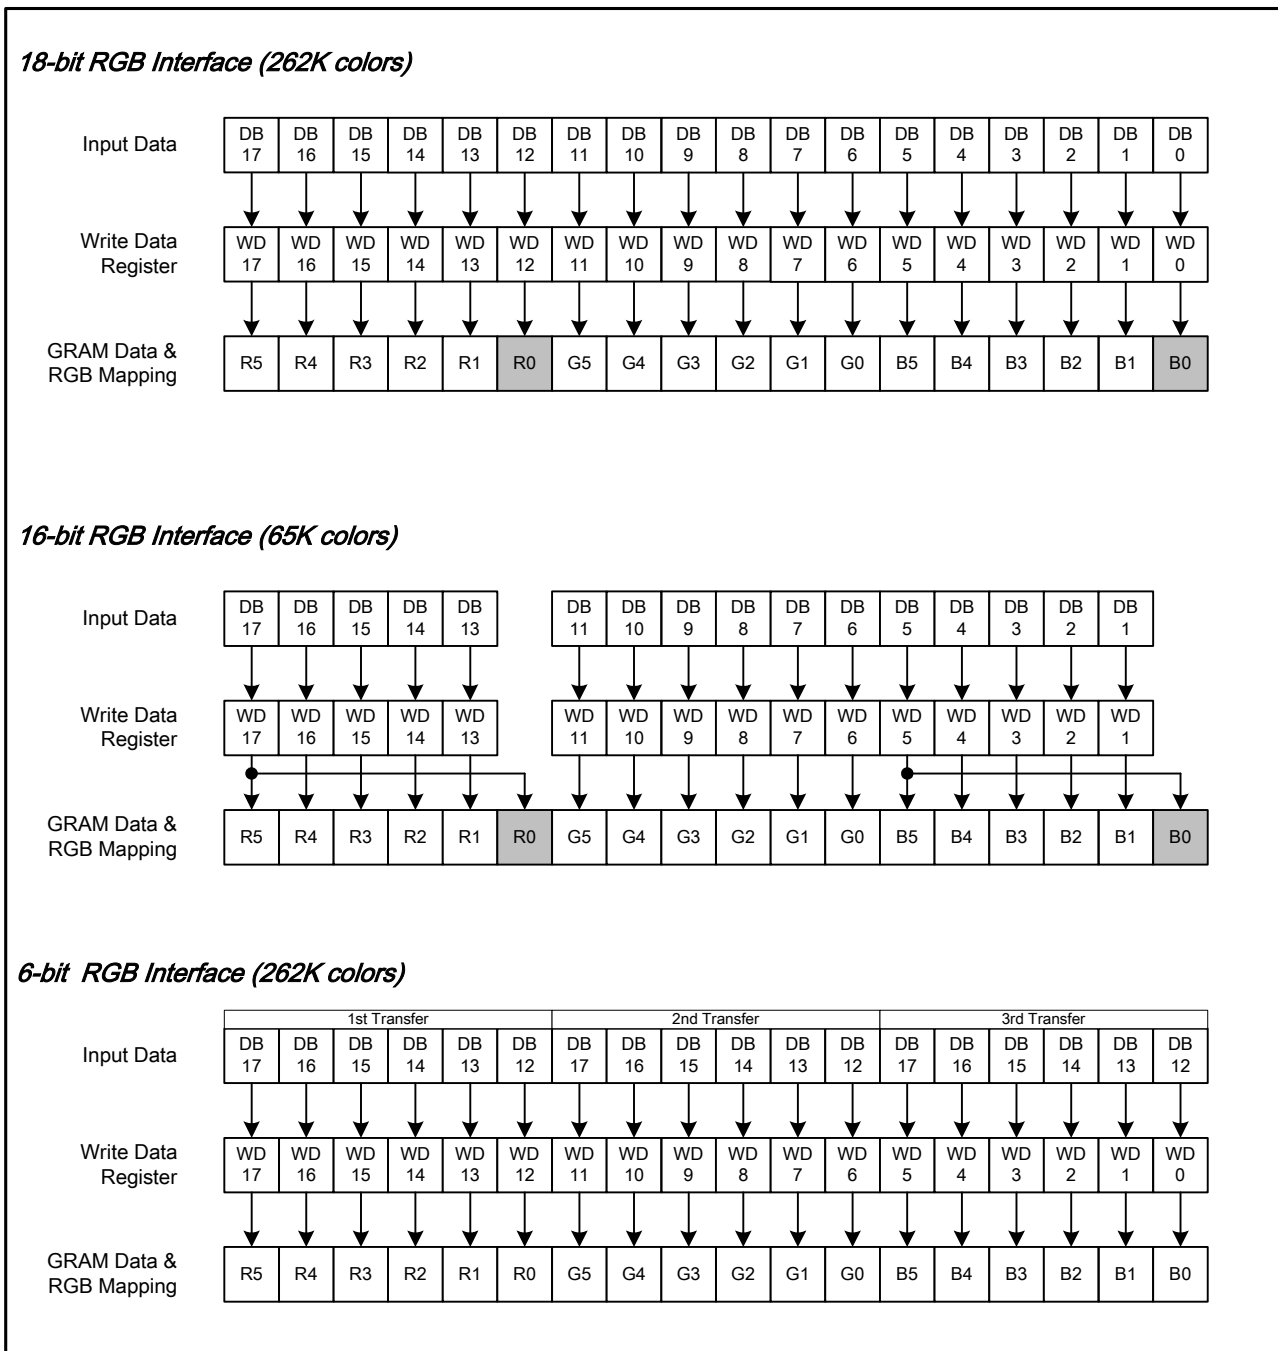 18-bit RGB Interface (262K colors)
Input Data DB 17 DB 16 DB 15 DB 14 DB 13 DB 12 DB 11 DB 10 DB 9 DB 8 DB 7 DB 6 DB 5 DB 4 DB 3 DB 2 DB 1 DB 0
Write Data Register WD 17 WD 16 WD 15 WD 14 WD 13 WD 12 WD 11 WD 10 WD 9 WD 8 WD 7 WD 6 WD 5 WD 4 WD 3 WD 2 WD 1 WD 0
GRAM Data & RGB Mapping R5 R4 R3 R2 R1 R0 G5 G4 G3 G2 G1 G0 B5 B4 B3 B2 B1 B0
16-bit RGB Interface (65K colors)
Input Data DB 17 DB 16 DB 15 DB 14 DB 13 DB 11 DB 10 DB 9 DB 8 DB 7 DB 6 DB 5 DB 4 DB 3 DB 2 DB 1
Write Data Register WD 17 WD 16 WD 15 WD 14 WD 13 WD 11 WD 10 WD 9 WD 8 WD 7 WD 6 WD 5 WD 4 WD 3 WD 2 WD 1
GRAM Data & RGB Mapping R5 R4 R3 R2 R1 R0 G5 G4 G3 G2 G1 G0 B5 B4 B3 B2 B1 B0
6-bit RGB Interface (262K colors)
1st Transfer 2nd Transfer 3rd Transfer
Input Data DB 17 DB 16 DB 15 DB 14 DB 13 DB 12 DB 17 DB 16 DB 15 DB 14 DB 13 DB 12 DB 17 DB 16 DB 15 DB 14 DB 13 DB 12
Write Data Register WD 17 WD 16 WD 15 WD 14 WD 13 WD 12 WD 11 WD 10 WD 9 WD 8 WD 7 WD 6 WD 5 WD 4 WD 3 WD 2 WD 1 WD 0
GRAM Data & RGB Mapping R5 R4 R3 R2 R1 R0 G5 G4 G3 G2 G1 G0 B5 B4 B3 B2 B1 B0